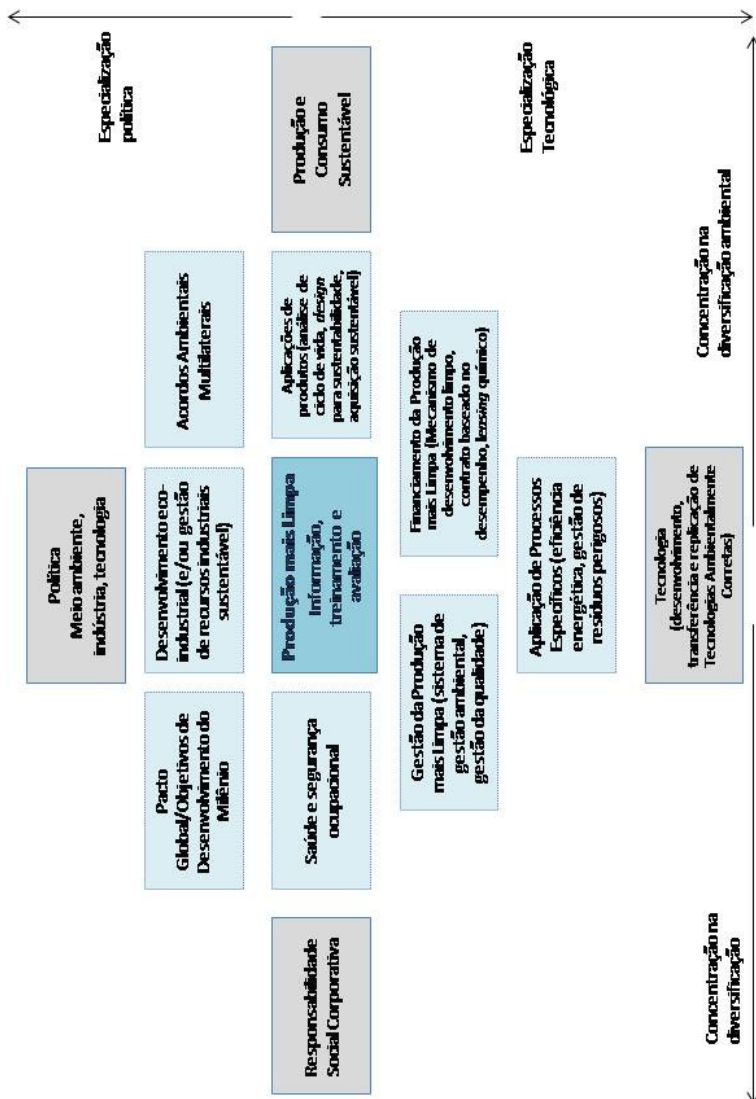 Política
Meio ambiente,
indústria, tecnologia
Especialização
política
Pacto
Global/Objetivos de
Desenvolvimento do
Milênio
Desenvolvimento eco-
industrial (e/ou gestão
de recursos industriais
sustentável)
Acordos Ambientais
Multilaterais
Responsabilidade
Social Corporativa
Saúde e segurança
ocupacional
Produção mais Limpa
Informação,
treinamento e
avaliação
Aplicações de
produtos (análise de
ciclo de vida, design
para sustentabilidade,
aquisição sustentável)
Produção e
Consumo
Sustentável
Gestão da Produção
mais Limpa (sistema de
gestão ambiental,
gestão da qualidade)
Financiamento da Produção
mais Limpa (Mecanismo de
desenvolvimento limpo,
contrato baseado no
desempenho, leasing químico)
Aplicação de Processos
Específicos (eficiência
energética, gestão de
resíduos perigosos)
Especialização
Tecnológica
Tecnologia
(desenvolvimento,
transferência e replicação de
Tecnologias Ambientalmente
Corretas)
Concentração na
diversificação
Concentração na
diversificação ambiental